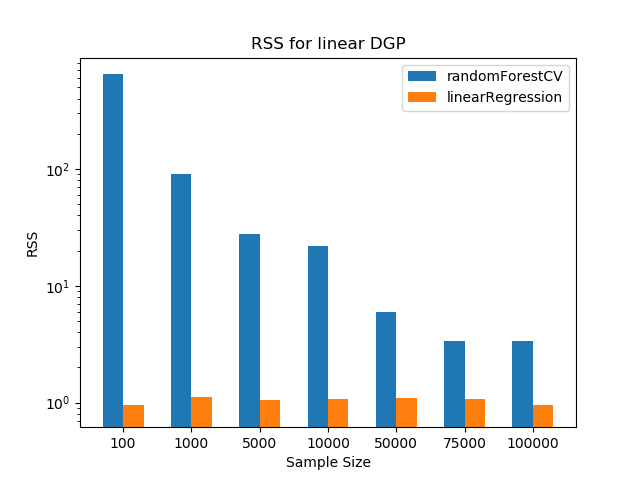 RSS for linear DGP
randomForestCV
linearRegression
RSS
10²
10¹
10⁰
100 1000 5000 10000 50000 75000 100000
Sample Size